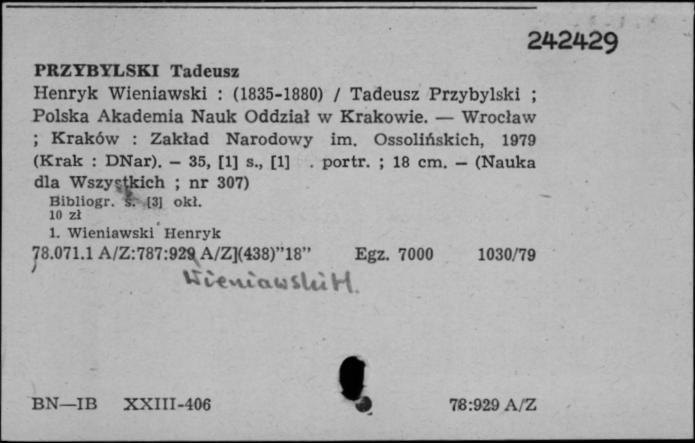 242429
PRZYBYLSKI Tadeusz
Henryk Wieniawski : (1835-1880) / Tadeusz Przybylski ;
Polska Akademia Nauk Oddział w Krakowie. — Wrocław
; Kraków : Zakład Narodowy im. Ossolińskich, 1979
(Krak : DNar). – 35, [1] s., [1] . portr. ; 18 cm. – (Nauka
dla Wszystkich ; nr 307)
Bibliogr. s. [3] okł.
10 zł
1. Wieniawski Henryk
78.071.1 A/Z:787:929 A/Z](438)"18" Egz. 7000 1030/79
Wieniawski H.
BN—IB XXIII-406 78:929 A/Z